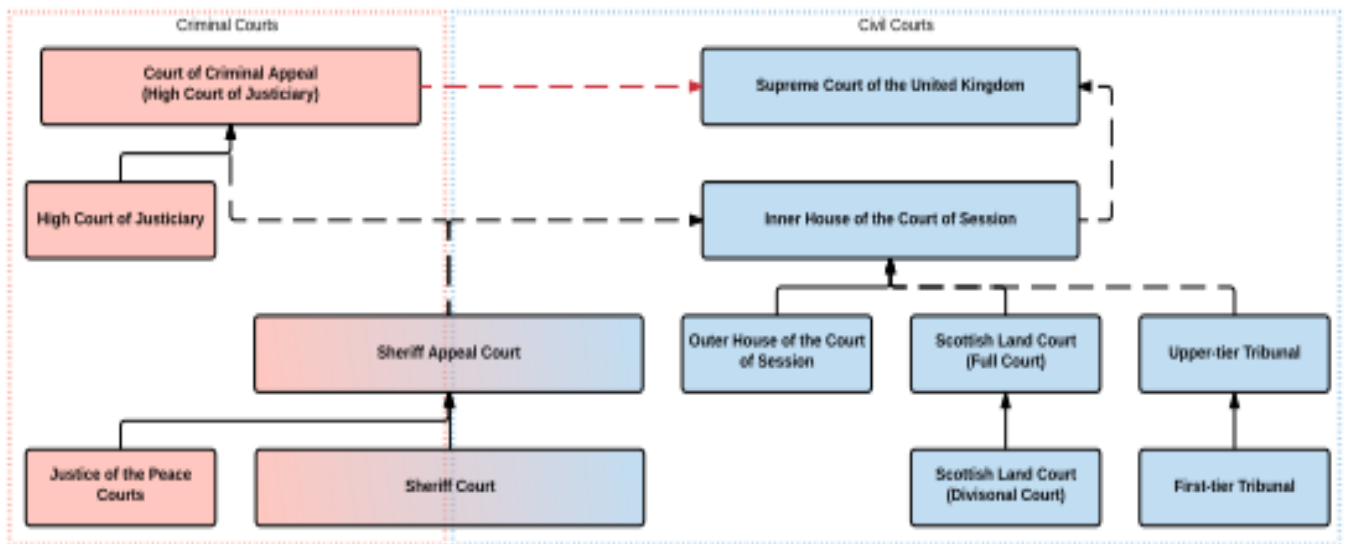 Criminal Courts
Civil Courts
Court of Criminal Appeal
(High Court of Justiciary)
Supreme Court of the United Kingdom
High Court of Justiciary
Inner House of the Court of Session
Sheriff Appeal Court
Outer House of the Court
of Session
Scottish Land Court
(Full Court)
Upper-tier Tribunal
Justice of the Peace
Courts
Sheriff Court
Scottish Land Court
(Divisonal Court)
First-tier Tribunal